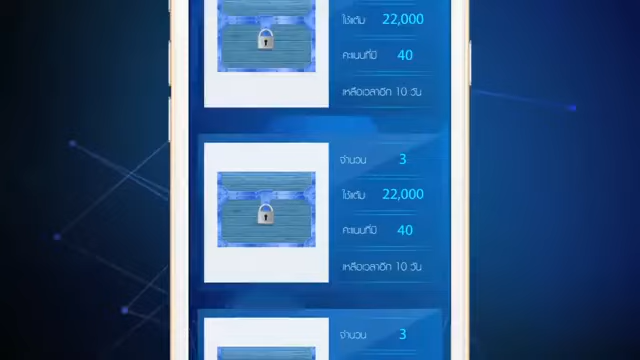 ใช้แต้ม 22,000
คะแนนที่มี 40
เหลือเวลาอีก 10 วัน
จำนวน 3
ใช้แต้ม 22,000
คะแนนที่มี 40
เหลือเวลาอีก 10 วัน
จำนวน 3